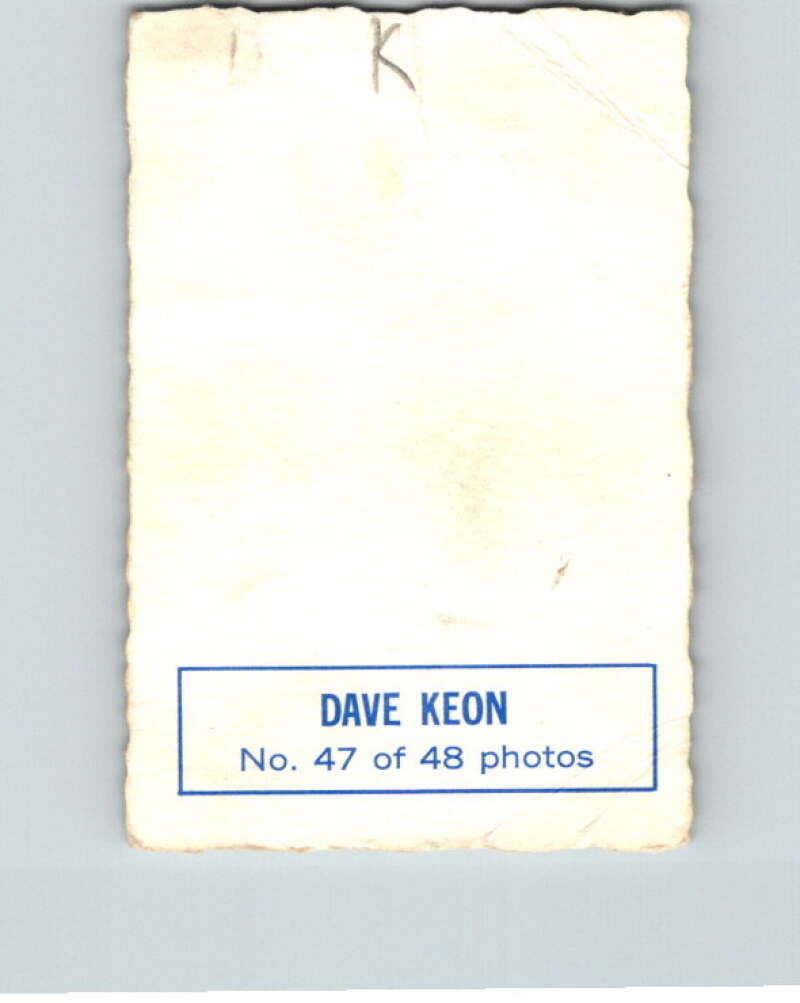 D K
DAVE KEON
No. 47 of 48 photos